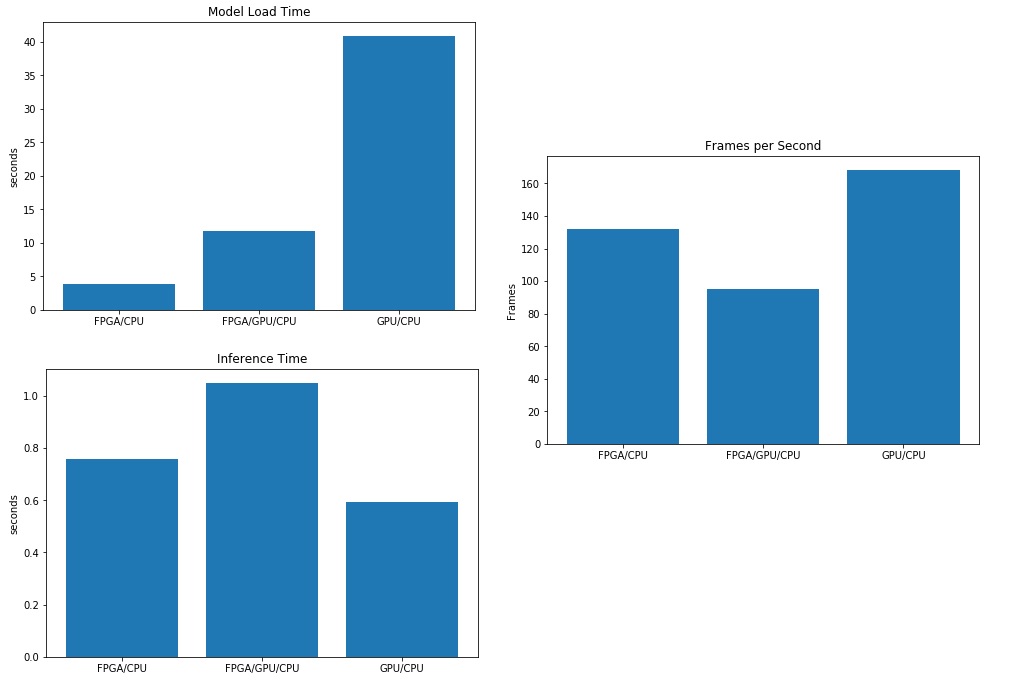 Model Load Time
seconds
40
35
30
25
20
15
10
5
0
FPGA/CPU FPGA/GPU/CPU GPU/CPU
Inference Time
seconds
1.0
0.8
0.6
0.4
0.2
0.0
FPGA/CPU FPGA/GPU/CPU GPU/CPU
Frames per Second
Frames
160
140
120
100
80
60
40
20
0
FPGA/CPU FPGA/GPU/CPU GPU/CPU